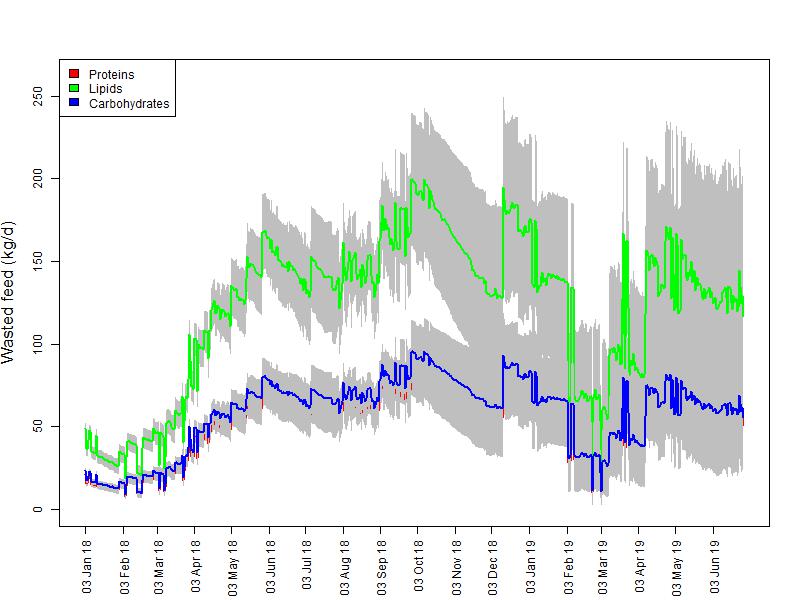 Proteins
Lipids
Carbohydrates
Wasted feed (kg/d)
250
200
150
100
50
0
03 Jan 18
03 Feb 18
03 Mar 18
03 Apr 18
03 May 18
03 Jun 18
03 Jul 18
03 Aug 18
03 Sep 18
03 Oct 18
03 Nov 18
03 Dec 18
03 Jan 19
03 Feb 19
03 Mar 19
03 Apr 19
03 May 19
03 Jun 19